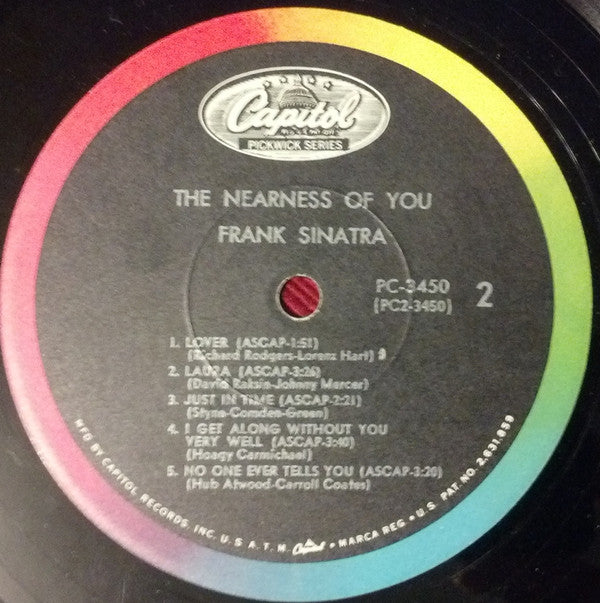 Capitol
PICKWICK SERIES
THE NEARNESS OF YOU
FRANK SINATRA
PC-3450
(PC2-3450)
2
1. LOVER (ASCAP-1:51)
(Richard Rodgers-Lorenz Hart)
2. LAURA (ASCAP-3:26)
(David Raksin-Johnny Mercer)
3. JUST IN TIME (ASCAP-2:21)
(Styne-Comden-Green)
4. I GET ALONG WITHOUT YOU
VERY WELL (ASCAP-3:40)
(Hoagy Carmichael)
5. NO ONE EVER TELLS YOU (ASCAP-3:20)
(Hub Atwood-Carroll Coates)
MFG BY CAPITOL RECORDS, INC. U.S.A. T.M. Capitol • MARCA REG. • U.S. PAT. NO. 2,631,859